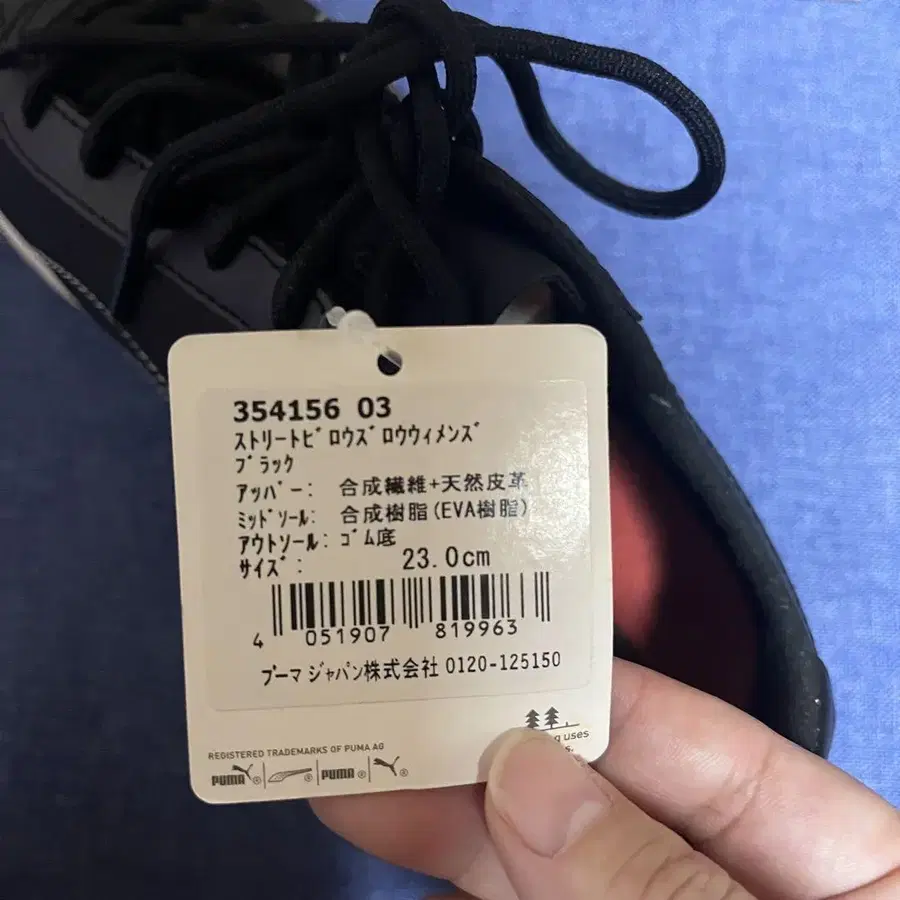 354156 03
ｽﾄﾘｰﾄﾋﾞﾛｳｽﾞﾛｳｳｨﾒﾝｽﾞ
ﾌﾞﾗｯｸ
ｱｯﾊﾟｰ: 合成繊維+天然皮革
ﾐｯﾄﾞｿｰﾙ: 合成樹脂(EVA樹脂)
ｱｳﾄｿｰﾙ: ｺﾞﾑ底
ｻｲｽﾞ: 23.0cm
4 051907 819963
ﾌﾟｰﾏ ｼﾞｬﾊﾟﾝ株式会社 0120-125150
uses
REGISTERED TRADEMARKS OF PUMA AG
PUMA ® ® PUMA ® ®